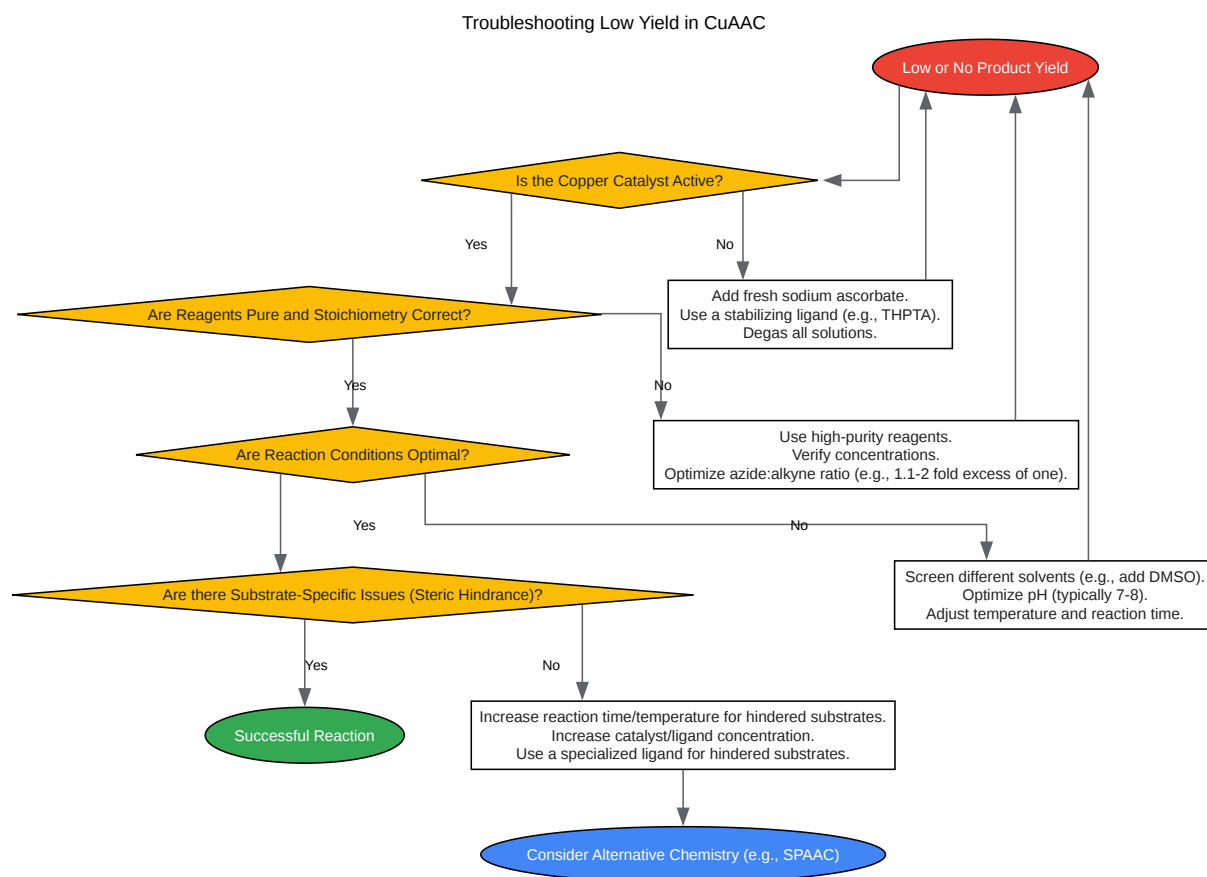 Troubleshooting Low Yield in CuAAC
Low or No Product Yield
Is the Copper Catalyst Active?
Yes
No
Add fresh sodium ascorbate.
Use a stabilizing ligand (e.g., THPTA).
Degas all solutions.
Are Reagents Pure and Stoichiometry Correct?
Yes
No
Use high-purity reagents.
Verify concentrations.
Optimize azide:alkyne ratio (e.g., 1.1-2 fold excess of one).
Are Reaction Conditions Optimal?
Yes
No
Screen different solvents (e.g., add DMSO).
Optimize pH (typically 7-8).
Adjust temperature and reaction time.
Are there Substrate-Specific Issues (Steric Hindrance)?
Yes
No
Successful Reaction
Increase reaction time/temperature for hindered substrates.
Increase catalyst/ligand concentration.
Use a specialized ligand for hindered substrates.
Consider Alternative Chemistry (e.g., SPAAC)